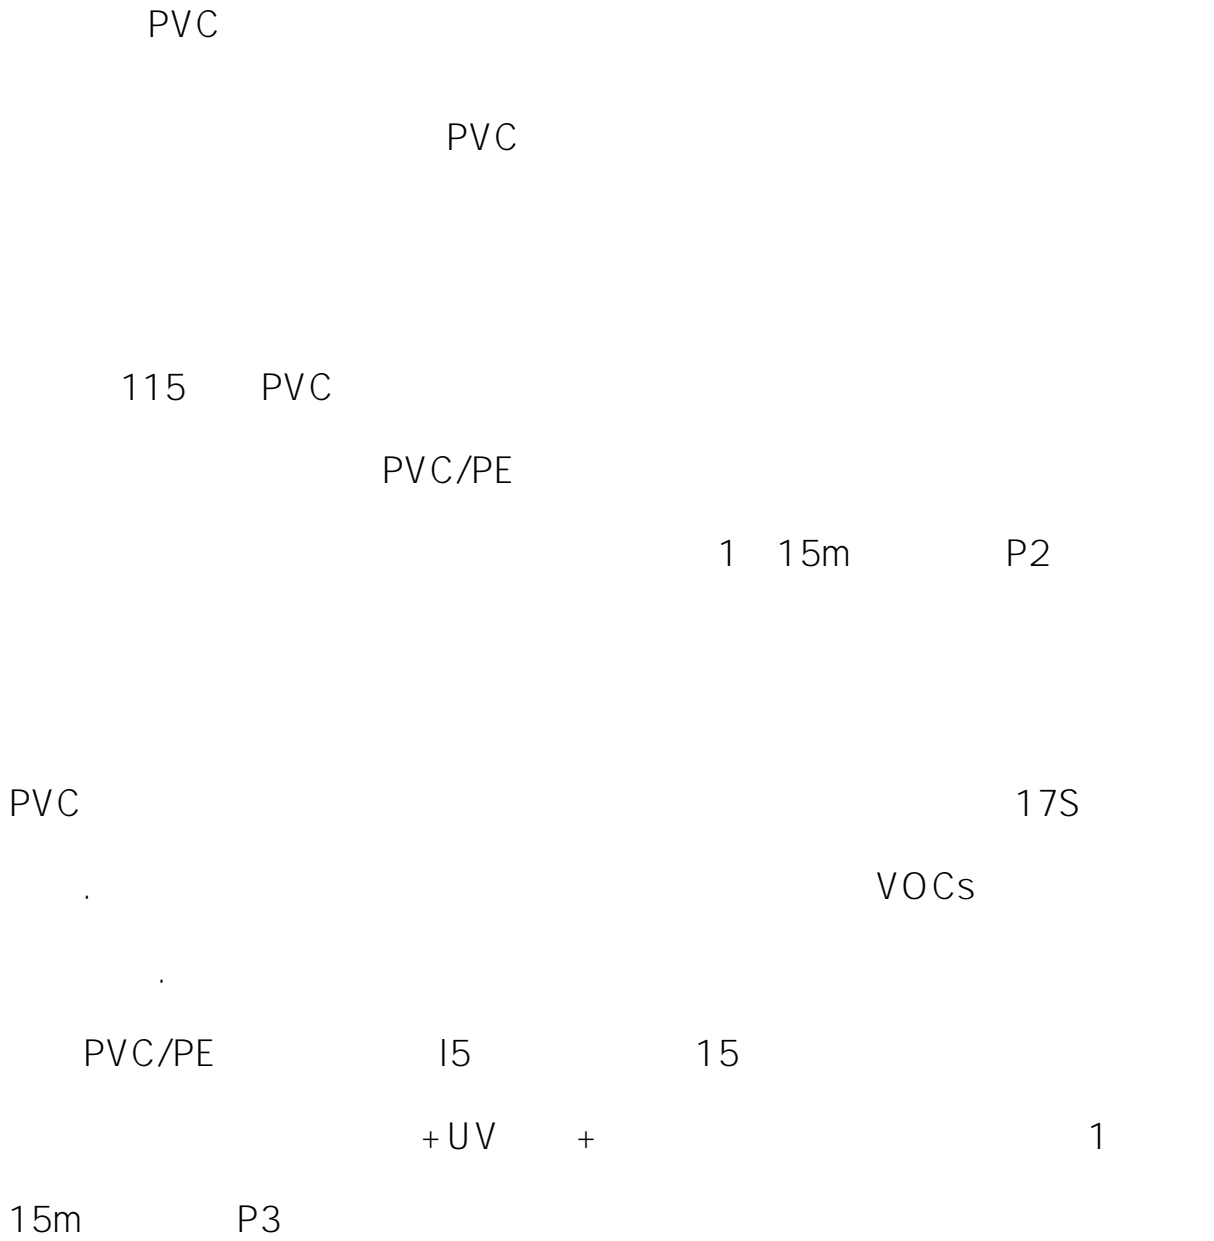 PVC
PVC
115 PVC
PVC/PE
1 15m P2
PVC 17S
. VOCs
.
PVC/PE I5 15
+UV + 1
15m P3